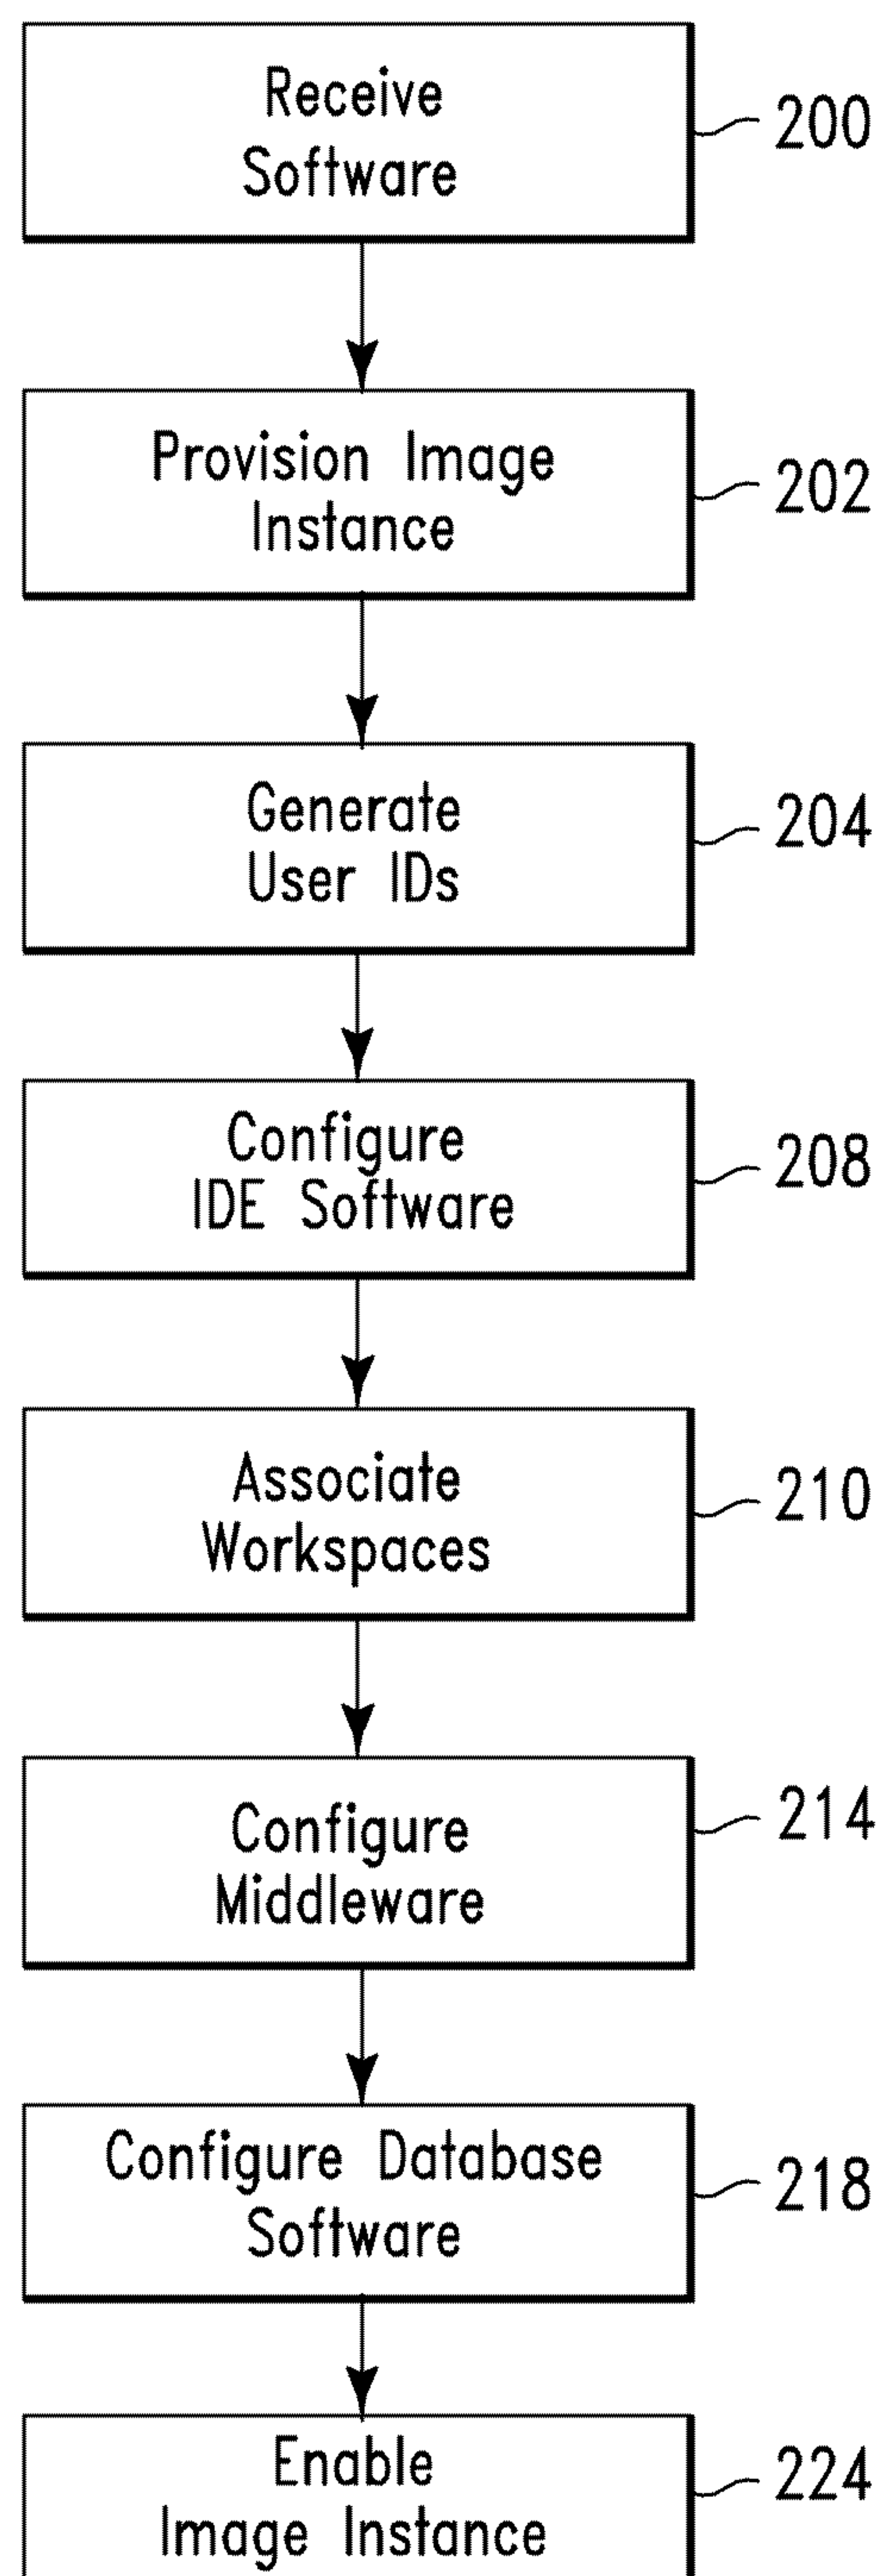 Receive
Software
200
Provision Image
Instance
202
Generate
User IDs
204
Configure
IDE Software
208
Associate
Workspaces
210
Configure
Middleware
214
Configure Database
Software
218
Enable
Image Instance
224